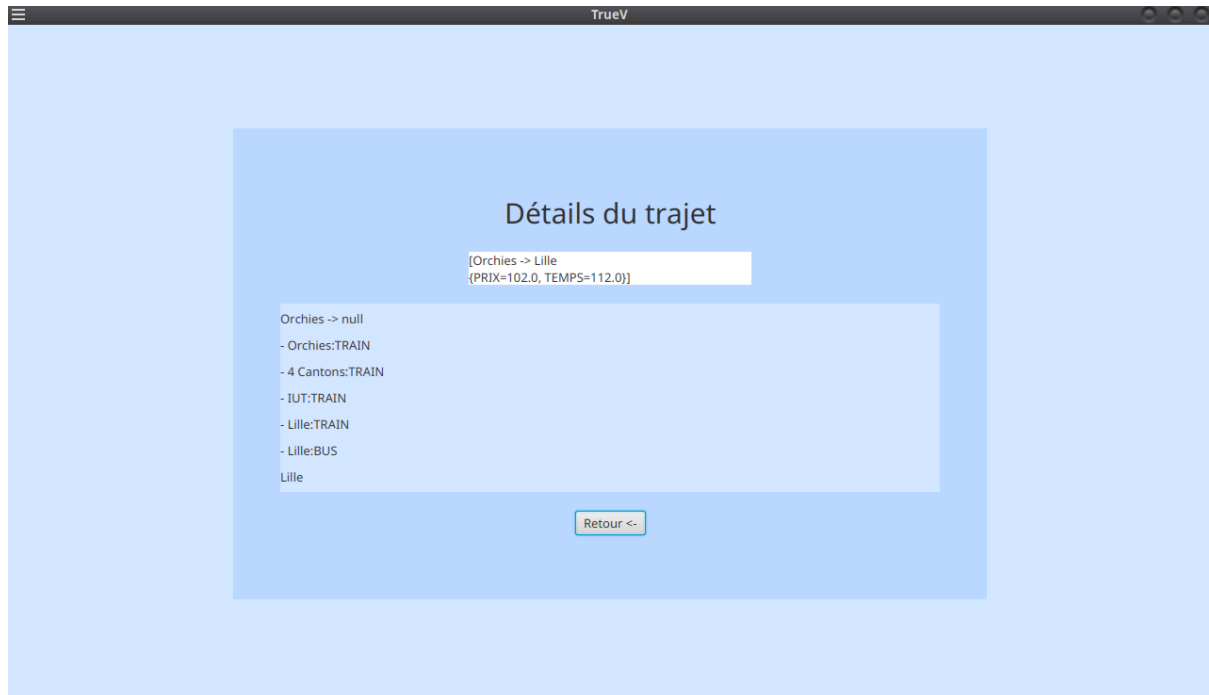 TrueV
Détails du trajet
[Orchies -> Lille
{PRIX=102.0, TEMPS=112.0}]
Orchies -> null
- Orchies:TRAIN
- 4 Cantons:TRAIN
- IUT:TRAIN
- Lille:TRAIN
- Lille:BUS
Lille
Retour <-